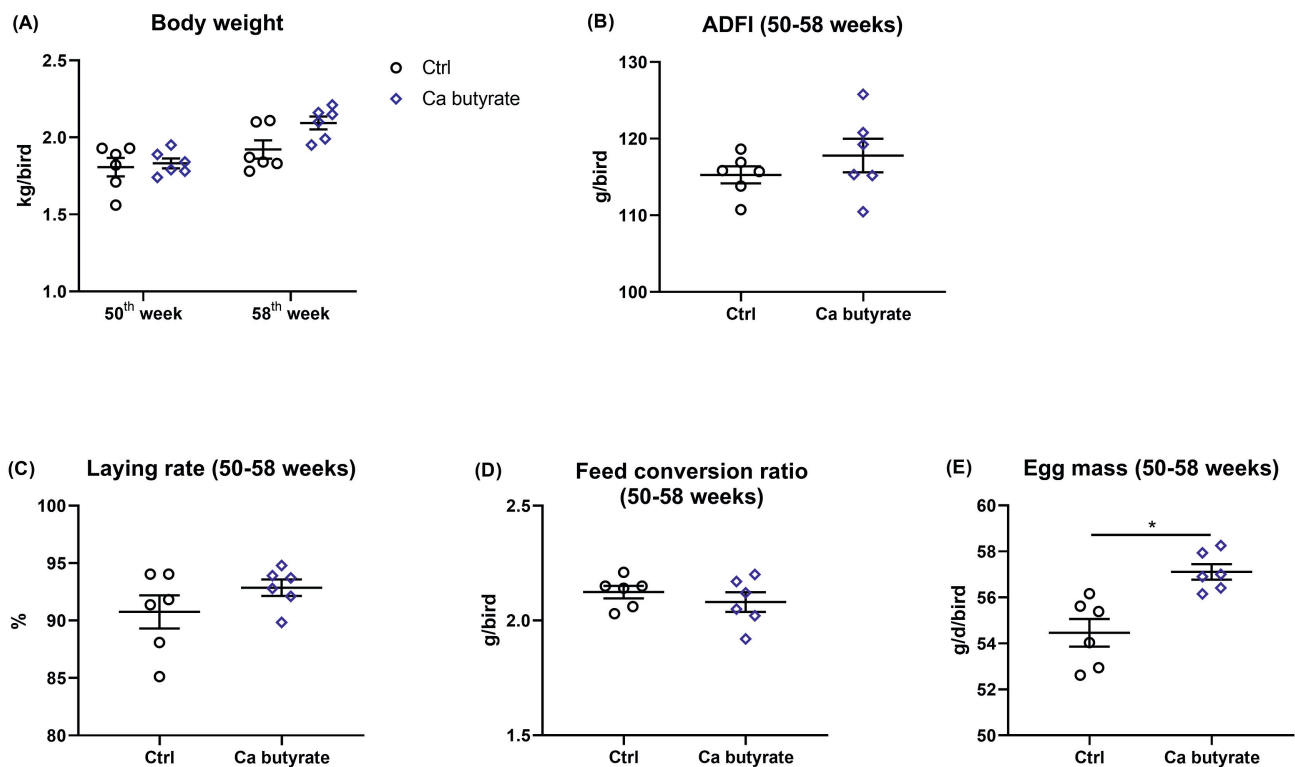 (A)
Body weight
kg/bird
2.5
2.0
1.5
1.0
50th week
58th week
Ctrl
Ca butyrate
(B)
ADFI (50-58 weeks)
g/bird
130
120
110
100
Ctrl
Ca butyrate
(C)
Laying rate (50-58 weeks)
%
100
95
90
85
80
Ctrl
Ca butyrate
(D)
Feed conversion ratio
(50-58 weeks)
g/bird
2.5
2.0
1.5
Ctrl
Ca butyrate
(E)
Egg mass (50-58 weeks)
g/d/bird
60
58
56
54
52
50
*
Ctrl
Ca butyrate